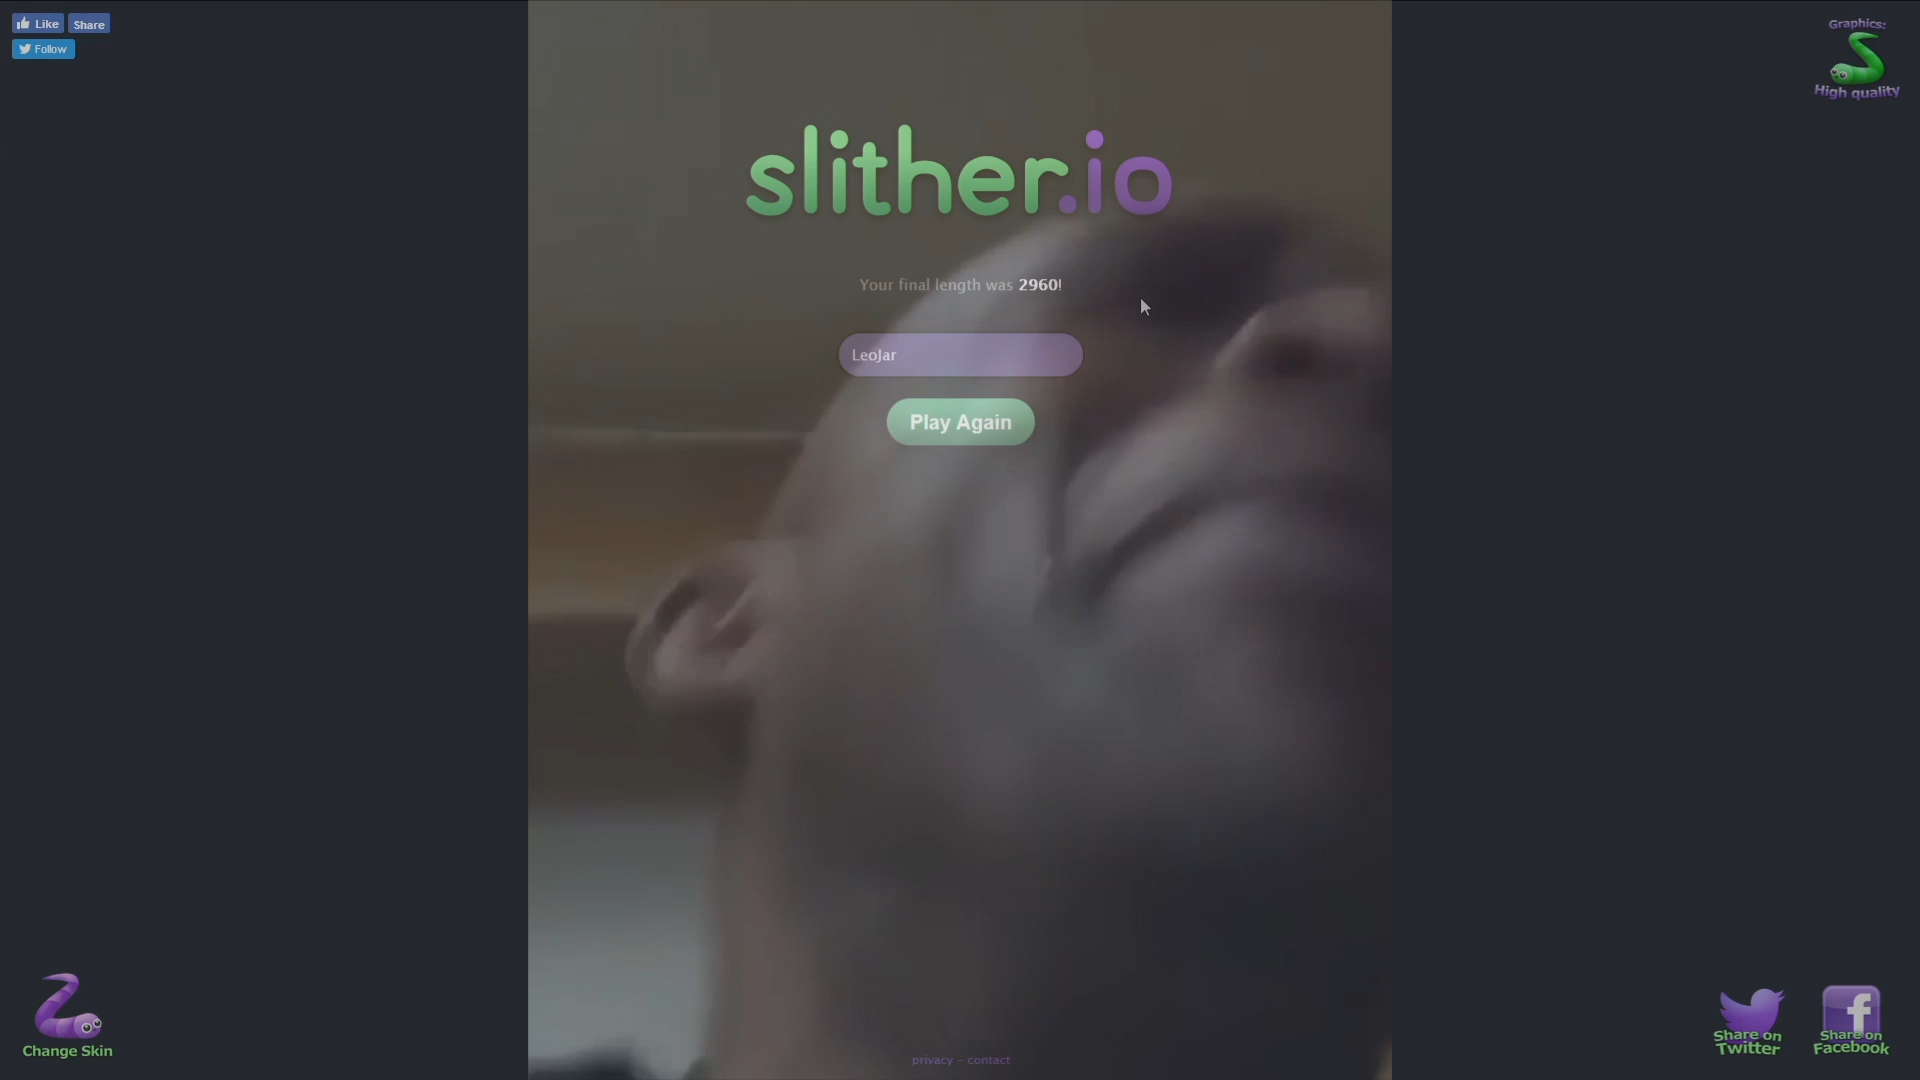 Like Share
Follow
Graphics:
High quality
slither.io
Your final length was 2960!
LeoJar
Play Again
Change Skin
Share on
Twitter
Share on
Facebook
privacy - contact